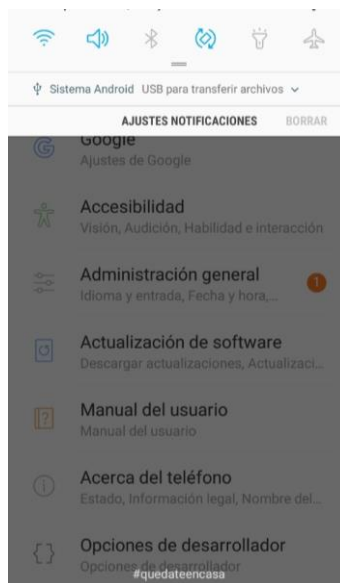 Sistema Android USB para transferir archivos
AJUSTES NOTIFICACIONES BORRAR
Google
Ajustes de Google
Accesibilidad
Visión, Audición, Habilidad e interacción
Administración general
Idioma y entrada, Fecha y hora,...
1
Actualización de software
Descargar actualizaciones, Actualizaci...
Manual del usuario
Manual del usuario
Acerca del teléfono
Estado, Información legal, Nombre del...
Opciones de desarrollador
Opciones de desarrollador
#quedateencasa